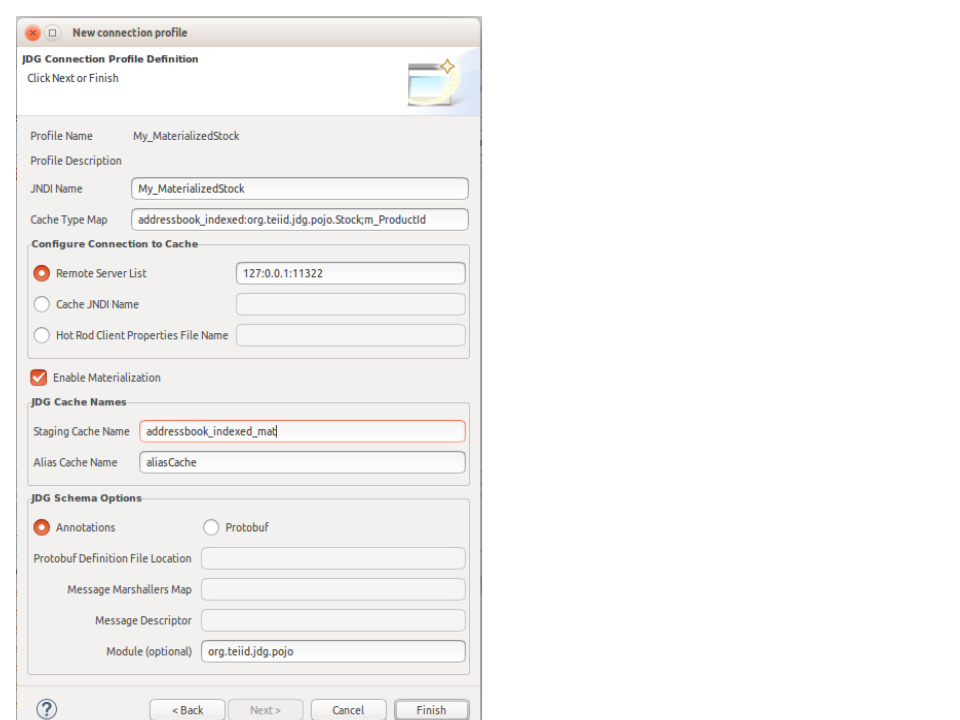 New connection profile
JDG Connection Profile Definition
Click Next or Finish
Profile Name My_MaterializedStock
Profile Description
JNDI Name My_MaterializedStock
Cache Type Map addressbook_indexed:org.teiid.jdg.pojo.Stock;m_ProductId
Configure Connection to Cache
Remote Server List 127:0.0.1:11322
Cache JNDI Name
Hot Rod Client Properties File Name
Enable Materialization
JDG Cache Names
Staging Cache Name addressbook_indexed_mat
Alias Cache Name aliasCache
JDG Schema Options
Annotations Protobuf
Protobuf Definition File Location
Message Marshallers Map
Message Descriptor
Module (optional) org.teiid.jdg.pojo
? < Back Next > Cancel Finish